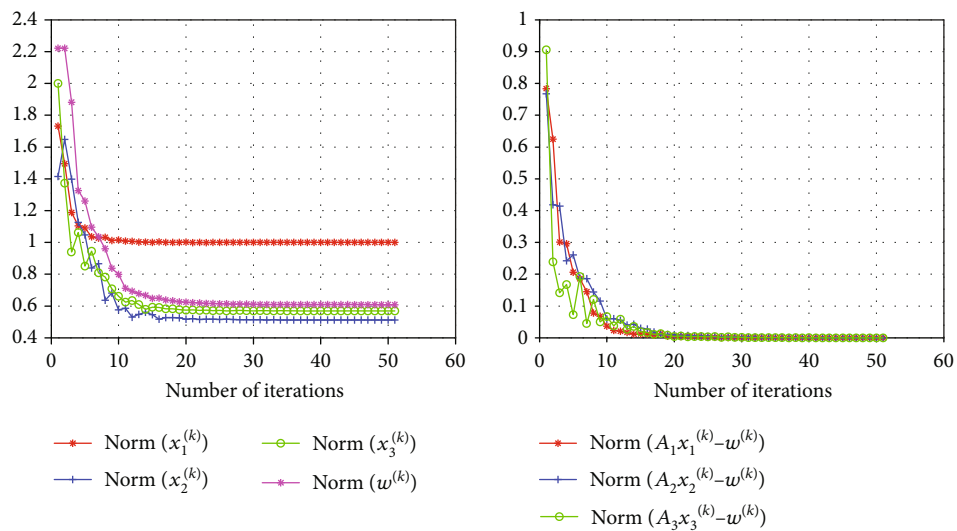 2.4
2.2
2
1.8
1.6
1.4
1.2
1
0.8
0.6
0.4
0 10 20 30 40 50 60
Number of iterations
Norm (x₁⁽ᵏ⁾)
Norm (x₂⁽ᵏ⁾)
Norm (x₃⁽ᵏ⁾)
Norm (w⁽ᵏ⁾)
1
0.9
0.8
0.7
0.6
0.5
0.4
0.3
0.2
0.1
0
0 10 20 30 40 50 60
Number of iterations
Norm (A₁x₁⁽ᵏ⁾–w⁽ᵏ⁾)
Norm (A₂x₂⁽ᵏ⁾–w⁽ᵏ⁾)
Norm (A₃x₃⁽ᵏ⁾–w⁽ᵏ⁾)